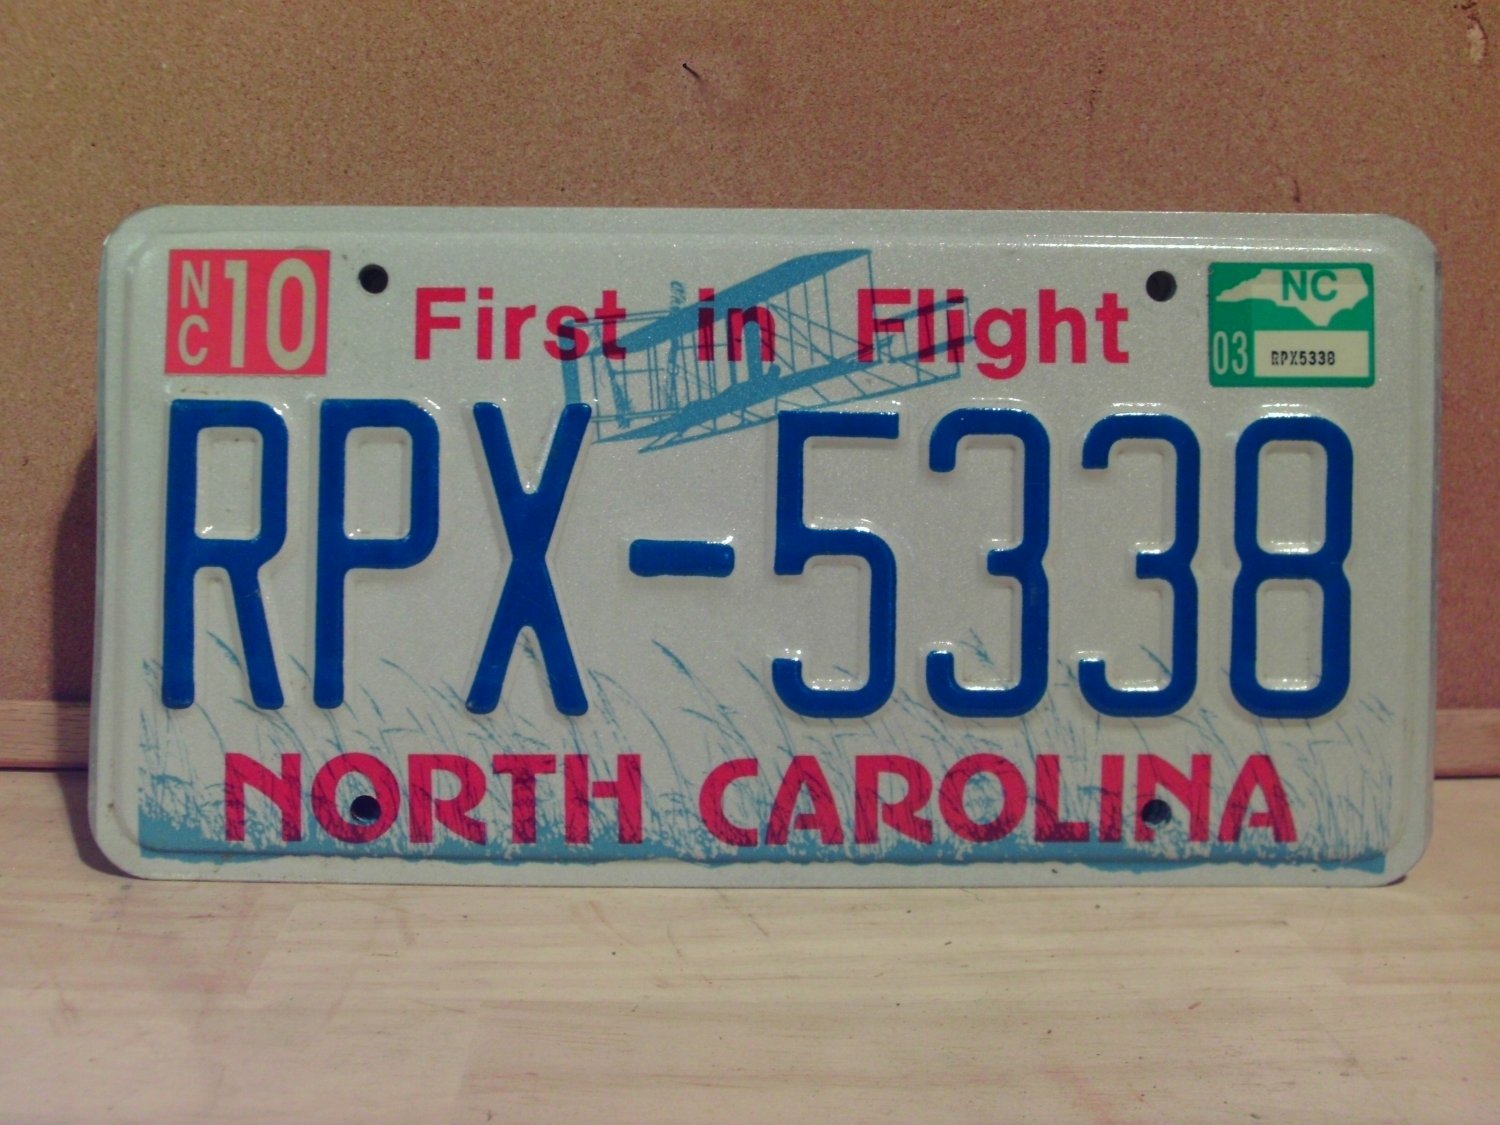 NC 10
First in Flight
NC
03 RPX5338
RPX-5338
NORTH CAROLINA